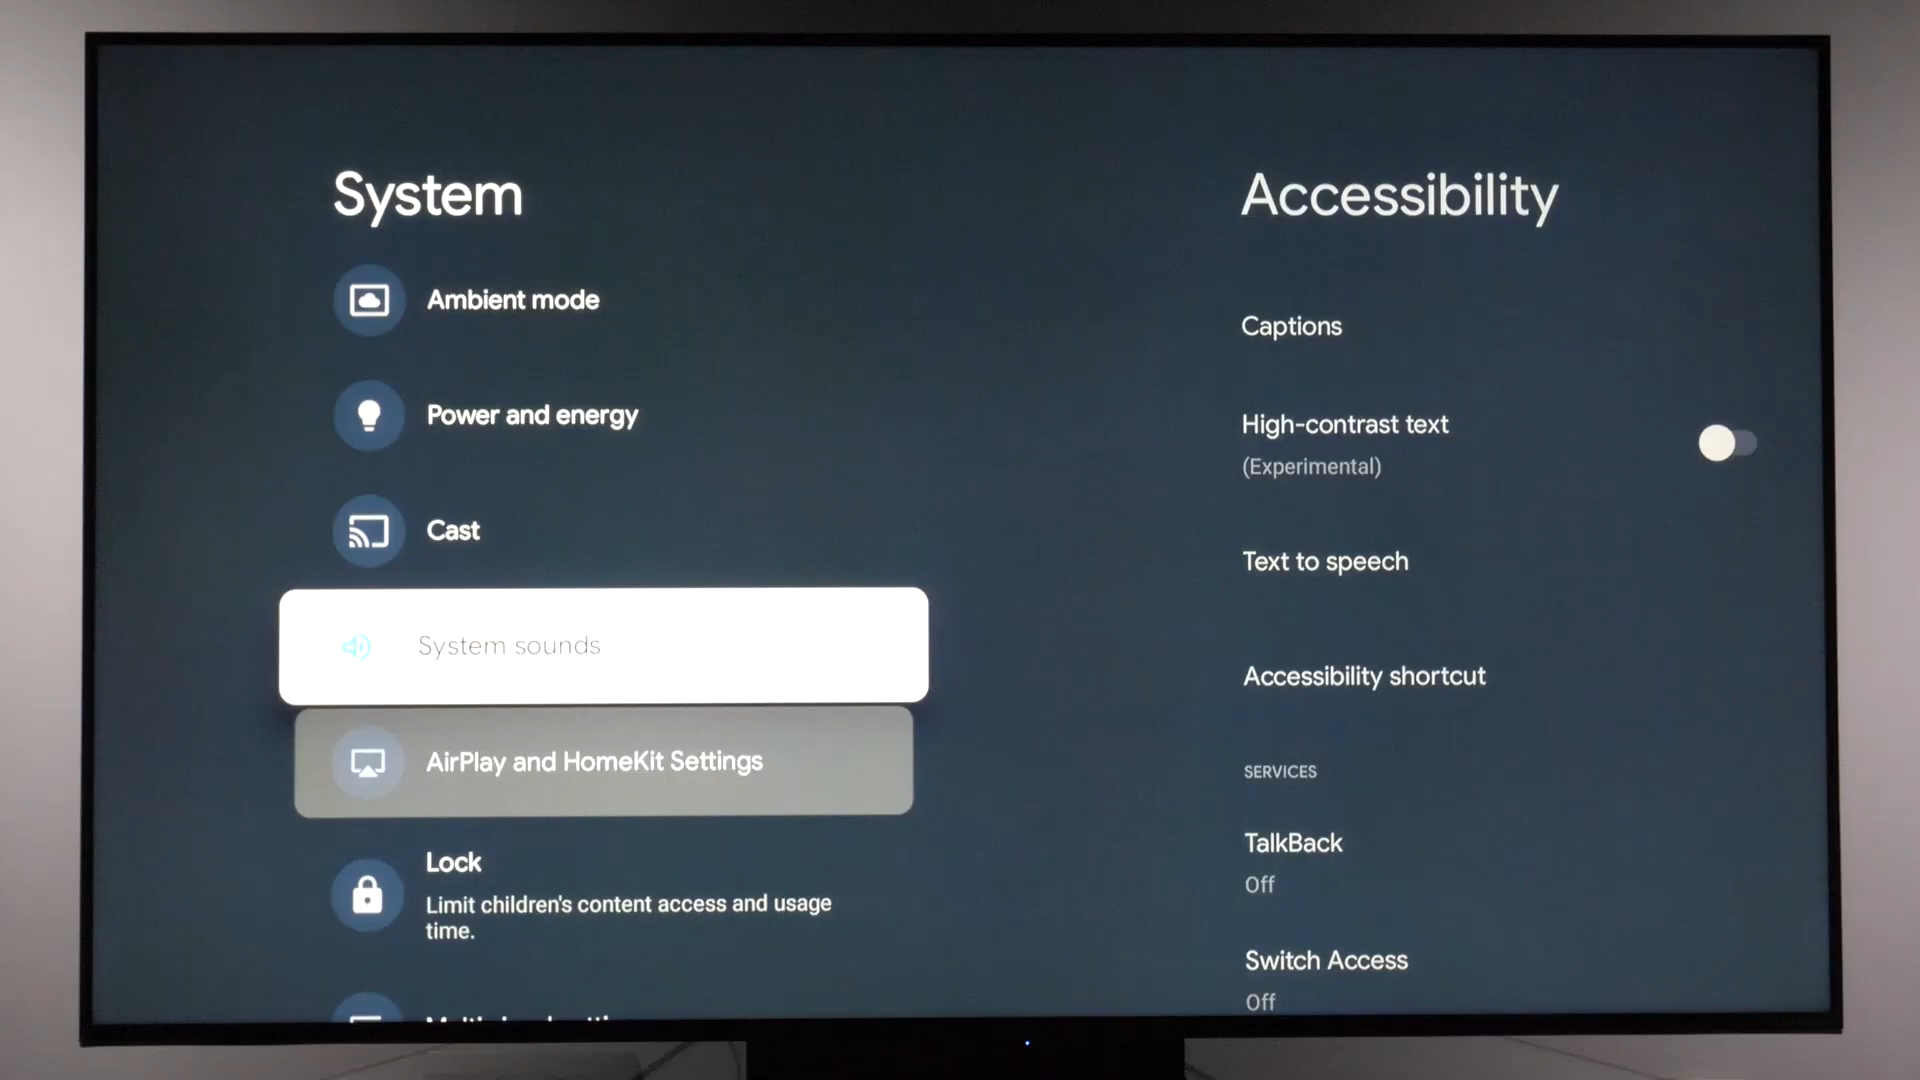 System
Ambient mode
Power and energy
Cast
System sounds
AirPlay and HomeKit Settings
Lock
Limit children's content access and usage
time.
Accessibility
Captions
High-contrast text
(Experimental)
Text to speech
Accessibility shortcut
SERVICES
TalkBack
Off
Switch Access
Off